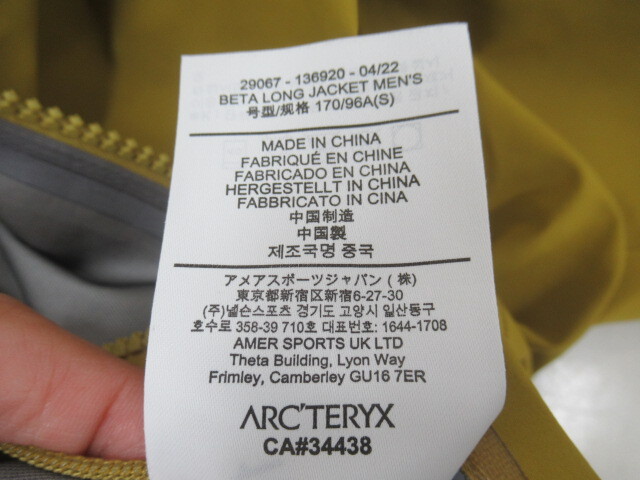 29067 - 136920 - 04/22
BETA LONG JACKET MEN'S
号型/规格 170/96A(S)
MADE IN CHINA
FABRIQUÉ EN CHINE
FABRICADO EN CHINA
HERGESTELLT IN CHINA
FABBRICATO IN CINA
中国制造
中国製
제조국명 중국
アメアスポーツジャパン (株)
東京都新宿区新宿6-27-30
(주)넬슨스포츠 경기도 고양시 일산동구
호수로 358-39 710호 대표번호: 1644-1708
AMER SPORTS UK LTD
Theta Building, Lyon Way
Frimley, Camberley GU16 7ER
ARC'TERYX
CA#34438